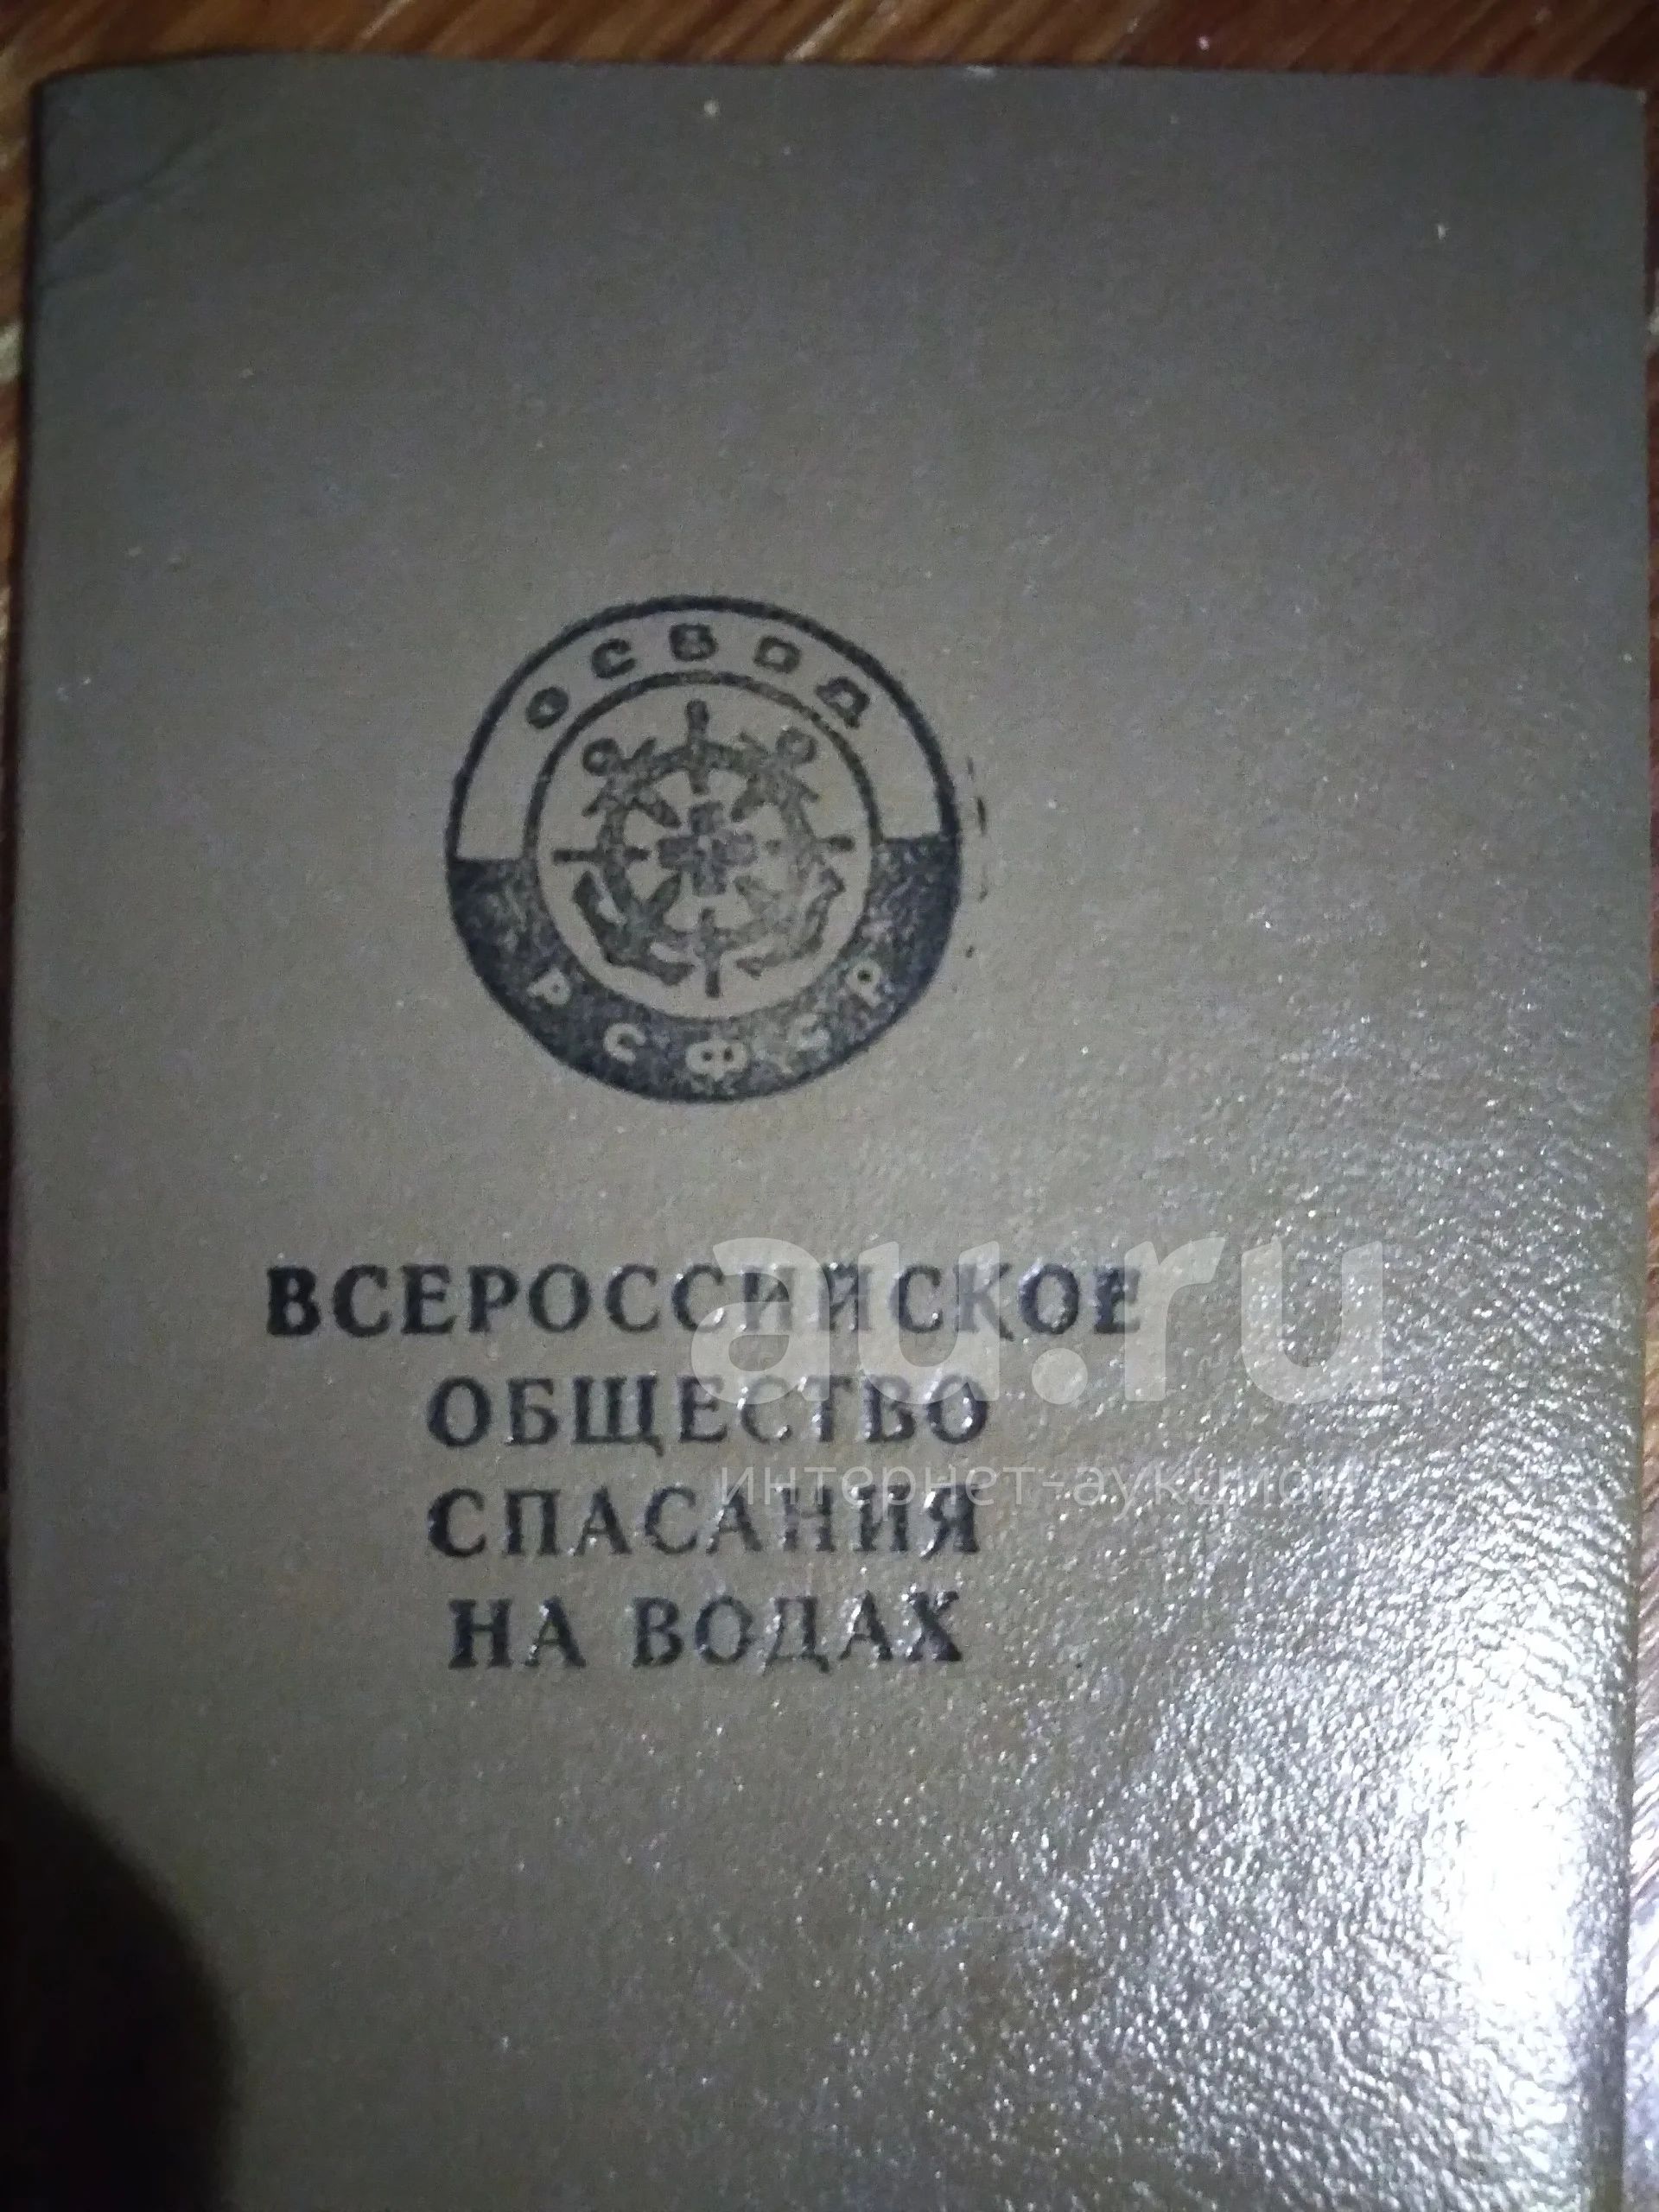 ОСВОД
РСФСР
ВСЕРОССИЙСКОЕ
ОБЩЕСТВО
СПАСАНИЯ
НА ВОДАХ
au.ru
интернет-аукцион